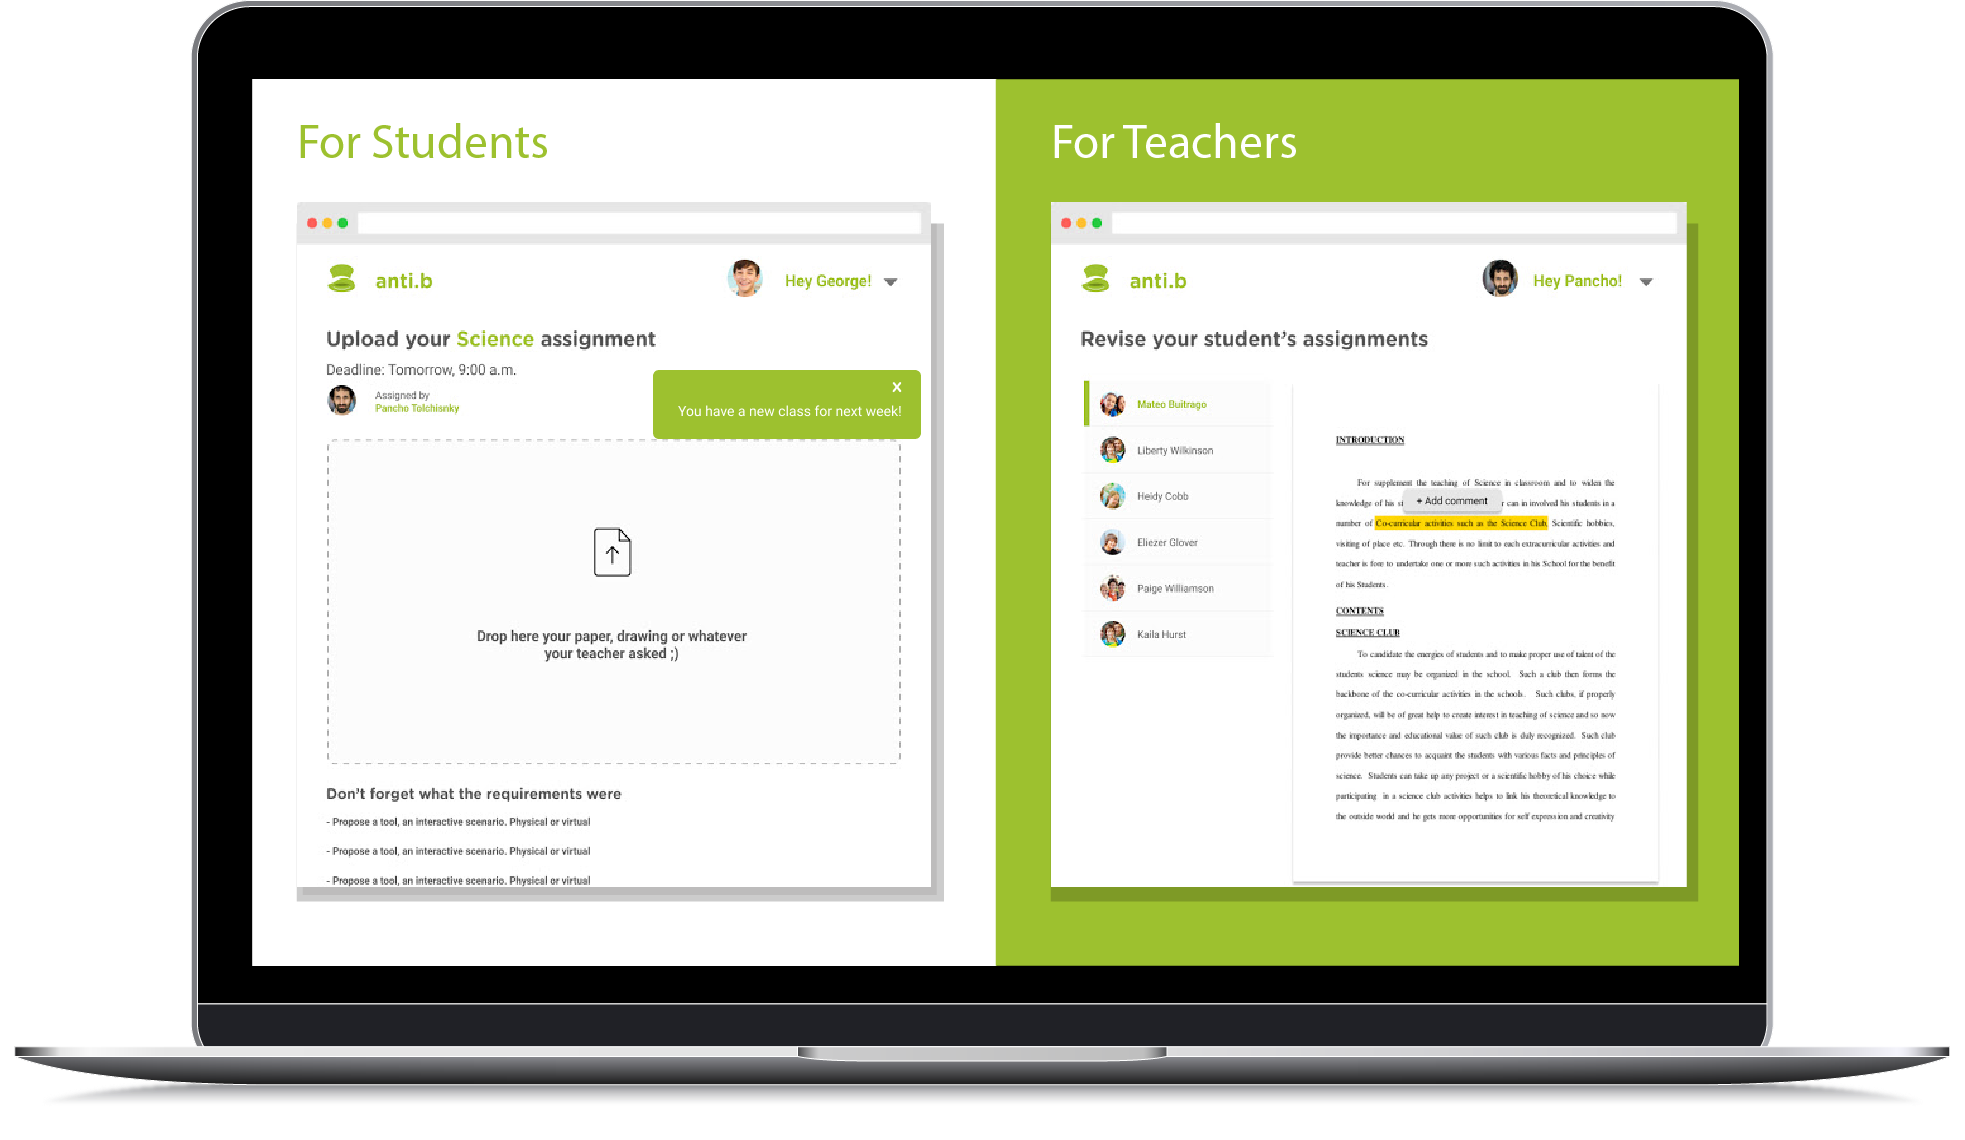 For Students
anti.b
Hey George!
Upload your Science assignment
Deadline: Tomorrow, 9:00 a.m.
Assigned by
Pancho Tolchisnky
X
You have a new class for next week!
Drop here your paper, drawing or whatever
your teacher asked ;)
Don't forget what the requirements were
- Propose a tool, an interactive scenario. Physical or virtual
- Propose a tool, an interactive scenario. Physical or virtual
- Propose a tool, an interactive scenario. Physical or virtual
For Teachers
anti.b
Hey Pancho!
Revise your student's assignments
Mateo Buitrago
Liberty Wilkinson
Heidy Cobb
Eliezer Glover
Paige Williamson
Kaila Hurst
INTRODUCTION
For supplement the teaching of Science in classroom and to widen the
knowledge of his can in involved his students in a
+ Add comment
number of Co-curricular activities such as the Science Club, Scientific hobbies,
visiting of place etc. Through there is no limit to each extracurricular activities and
teacher is fore to undertake one or more such activities in his School for the benefit
of his Students.
CONTENTS
SCIENCE CLUB
To candidate the energies of students and to make proper use of talent of the
students science may be organized in the school. Such a club then forms the
backbone of the co-curricular activities in the schools. Such clubs, if properly
organized, will be of great help to create interest in teaching of science and so now
the importance and educational value of such club is duly recognized. Such club
provide better chances to acquaint the students with various facts and principles of
science. Students can take up any project or a scientific hobby of his choice while
participating in a science club activities helps to link his theoretical knowledge to
the outside world and he gets more opportunities for self expression and creativity